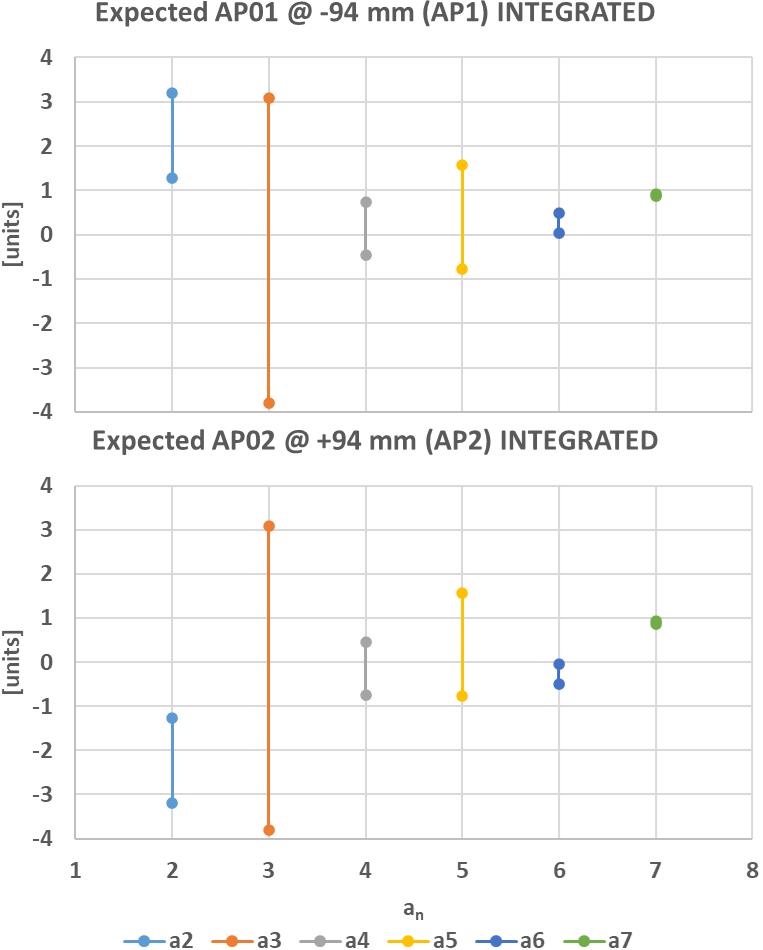 Expected AP01 @ -94 mm (AP1) INTEGRATED
4
3
2
1
0
-1
-2
-3
-4
[units]
Expected AP02 @ +94 mm (AP2) INTEGRATED
4
3
2
1
0
-1
-2
-3
-4
[units]
1 2 3 4 5 6 7 8
an
a2 a3 a4 a5 a6 a7